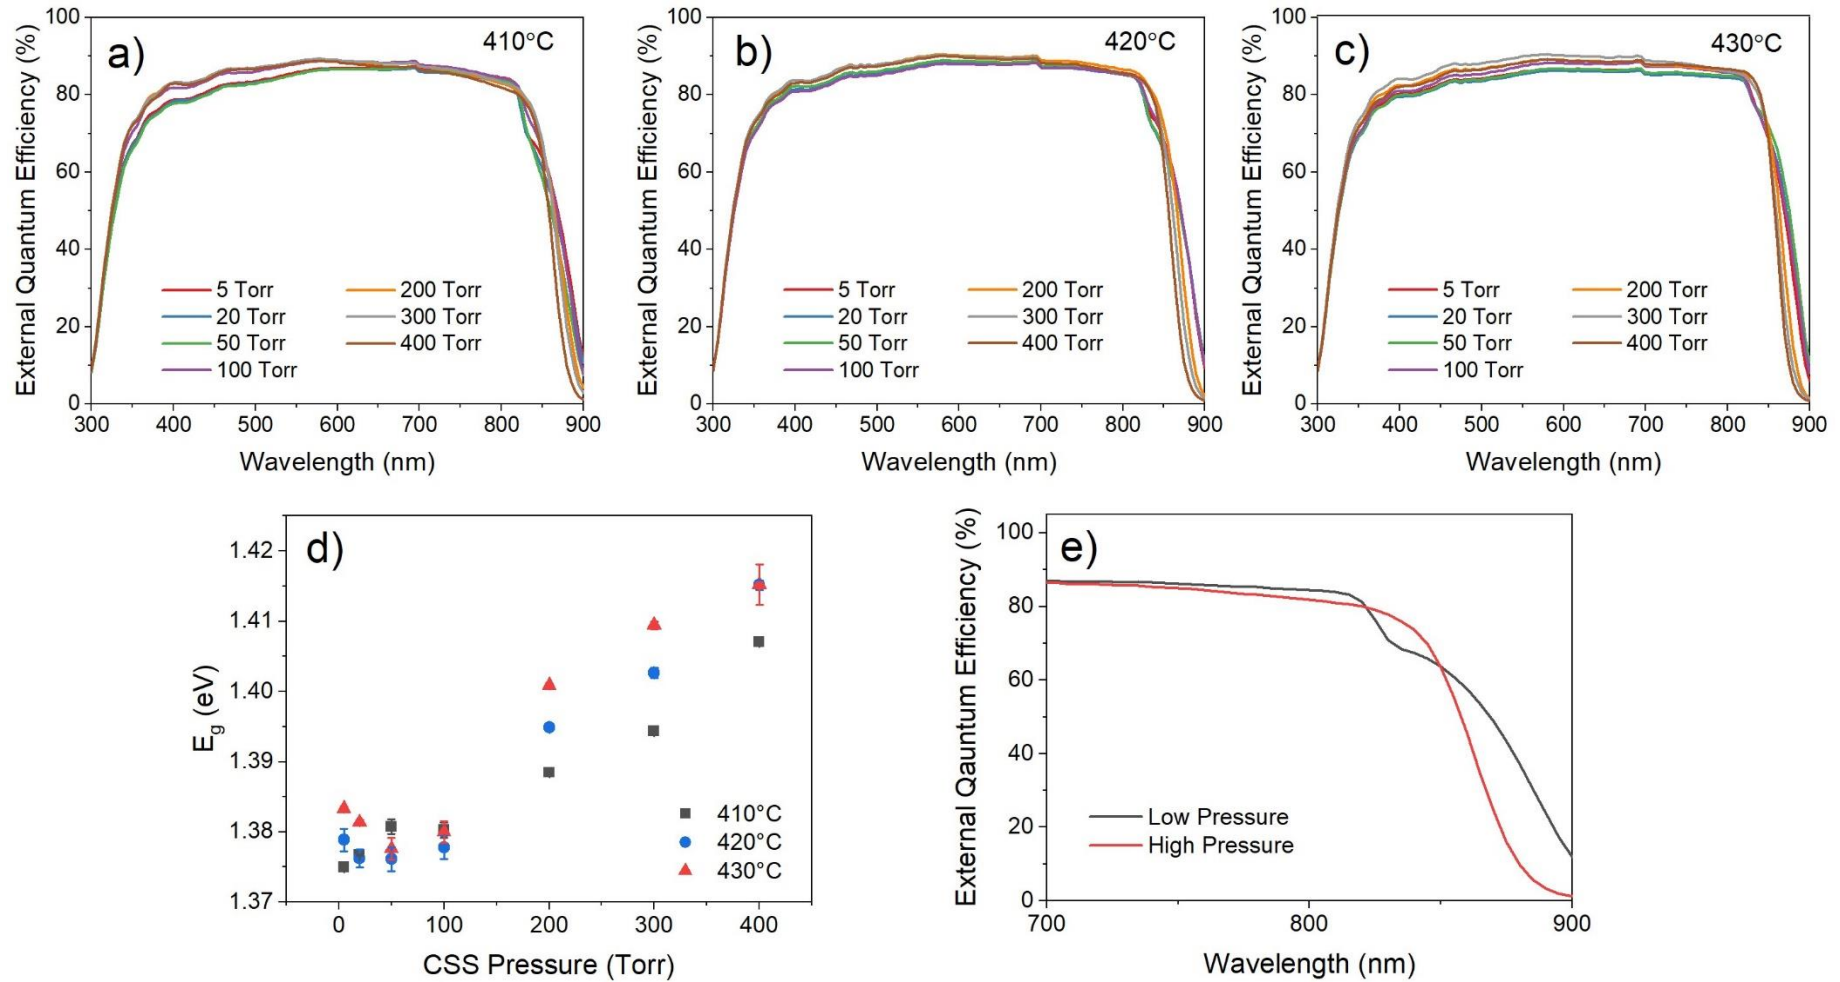 a)
410°C
External Quantum Efficiency (%)
100
80
60
40
20
0
5 Torr
20 Torr
50 Torr
100 Torr
200 Torr
300 Torr
400 Torr
300 400 500 600 700 800 900
Wavelength (nm)
b)
420°C
External Quantum Efficiency (%)
100
80
60
40
20
0
5 Torr
20 Torr
50 Torr
100 Torr
200 Torr
300 Torr
400 Torr
300 400 500 600 700 800 900
Wavelength (nm)
c)
430°C
External Quantum Efficiency (%)
100
80
60
40
20
0
5 Torr
20 Torr
50 Torr
100 Torr
200 Torr
300 Torr
400 Torr
300 400 500 600 700 800 900
Wavelength (nm)
d)
Eg (eV)
1.42
1.41
1.40
1.39
1.38
1.37
410°C
420°C
430°C
0 100 200 300 400
CSS Pressure (Torr)
e)
External Qauntum Efficiency (%)
100
80
60
40
20
0
Low Pressure
High Pressure
700 800 900
Wavelength (nm)